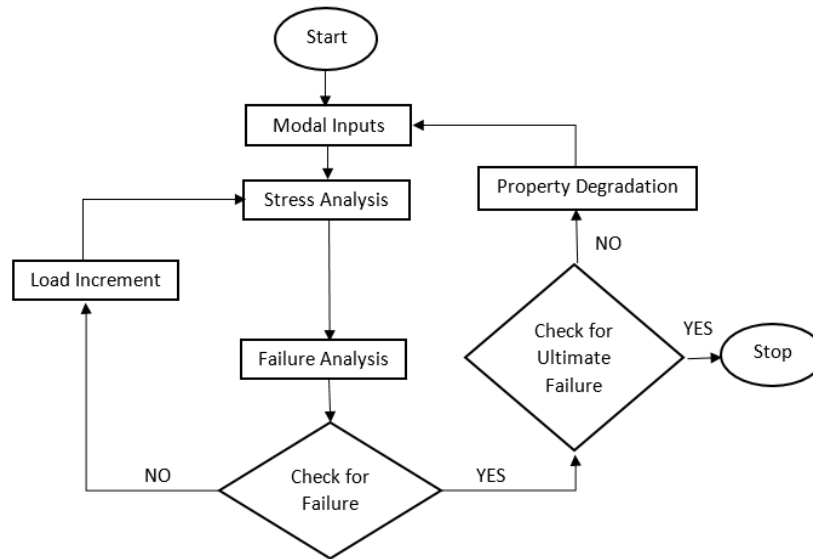 Start
Modal Inputs
Property Degradation
Stress Analysis
NO
Load Increment
Check for
Ultimate
Failure
YES
Stop
Failure Analysis
NO
Check for
Failure
YES